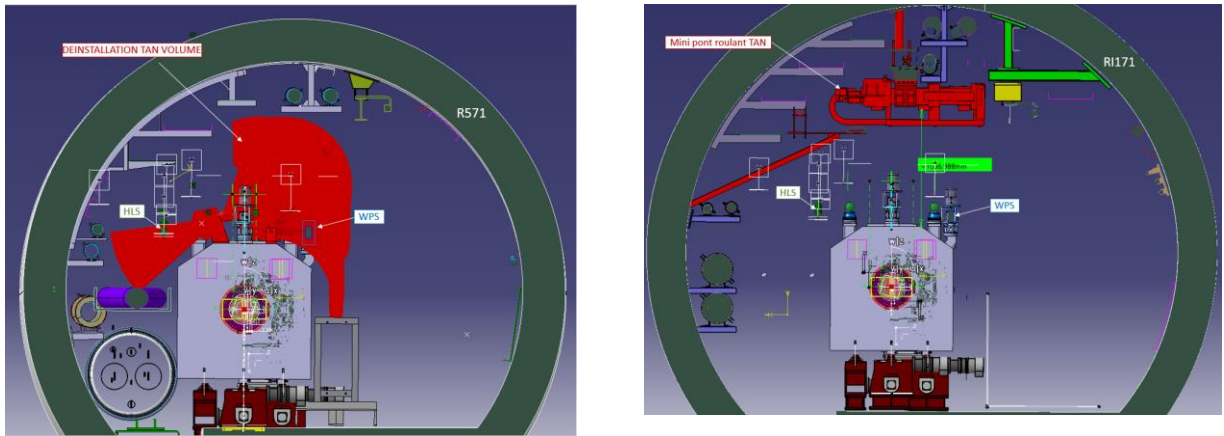 DEINSTALLATION TAN VOLUME
R571
HLS
WPS
Mini pont roulant TAN
RI171
HLS
WPS